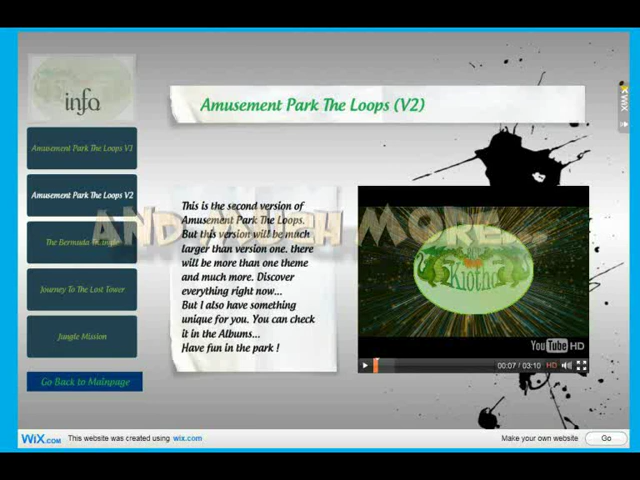 info
Amusement Park The Loops V1
Amusement Park The Loops V2
The Bermuda
Journey To The Lost Tower
Jungle Mission
Go Back to Mainpage
Amusement Park The Loops (V2)
This is the second version of
Amusement Park The Loops.
But this version will be much
larger than version one. there
will be more than one theme
and much more. Discover
everything right now...
But I also have something
unique for you. You can check
it in the Albums...
Have fun in the park !
AND MUCH MORE...
Kiotho
YouTube HD
00:07 / 03:10 HD
WiX
WiX.COM This website was created using wix.com
Make your own website Go